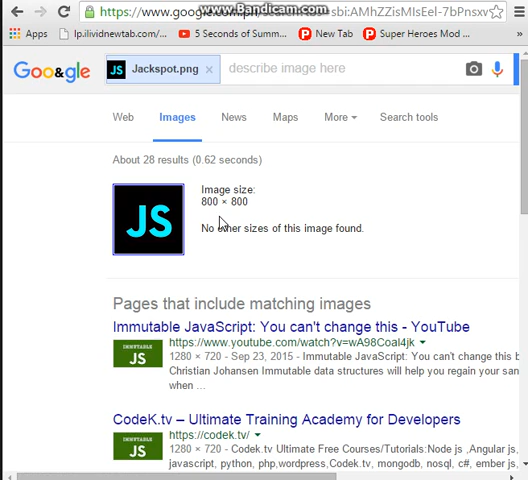 www.Bandicam.com
https://www.google.com.ph/
sbi:AMhZZisMIsEel-7bPnsxv
Apps
lp.ilividnewtab.com/
5 Seconds of Summ...
New Tab
Super Heroes Mod ...
Goo&gle
JS
Jackspot.png
×
describe image here
Web
Images
News
Maps
More
Search tools
About 28 results (0.62 seconds)
JS
Image size:
800 × 800
No other sizes of this image found.
Pages that include matching images
Immutable JavaScript: You can't change this - YouTube
https://www.youtube.com/watch?v=wA98Coal4jk
IMMUTABLE
JS
1280 × 720 - Sep 23, 2015 - Immutable JavaScript: You can't change this b
Christian Johansen Immutable data structures will help you regain your san
when ...
CodeK.tv – Ultimate Training Academy for Developers
https://codek.tv/
IMMUTABLE
JS
1280 × 720 - Codek.tv Ultimate Free Courses/Tutorials:Node js ,Angular js,
javascript, python, php,wordpress,Codek.tv, mongodb, nosql, c#, ember js,